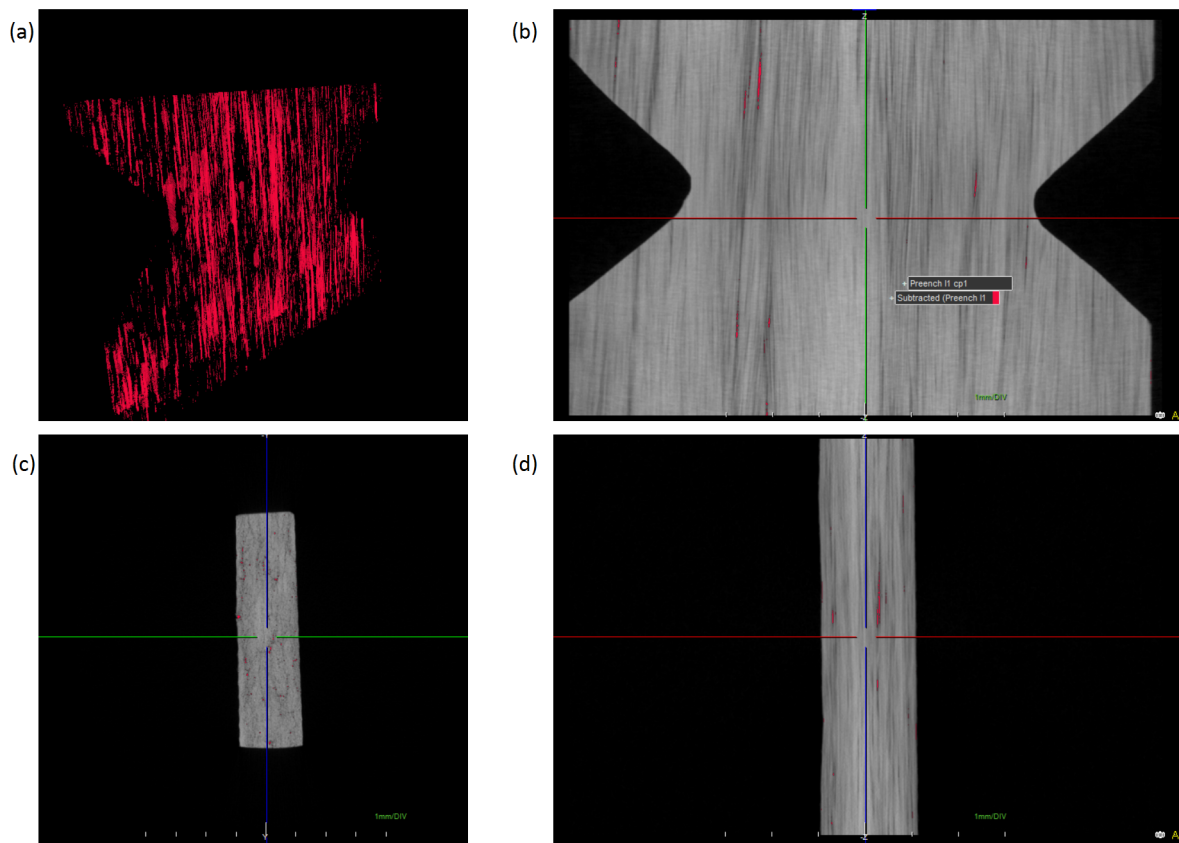 (a)
(b)
Z
Preench l1 cp1
Subtracted (Preench l1
1mm/DIV
-Z
A
(c)
1mm/DIV
(d)
Z
1mm/DIV
-Z
A